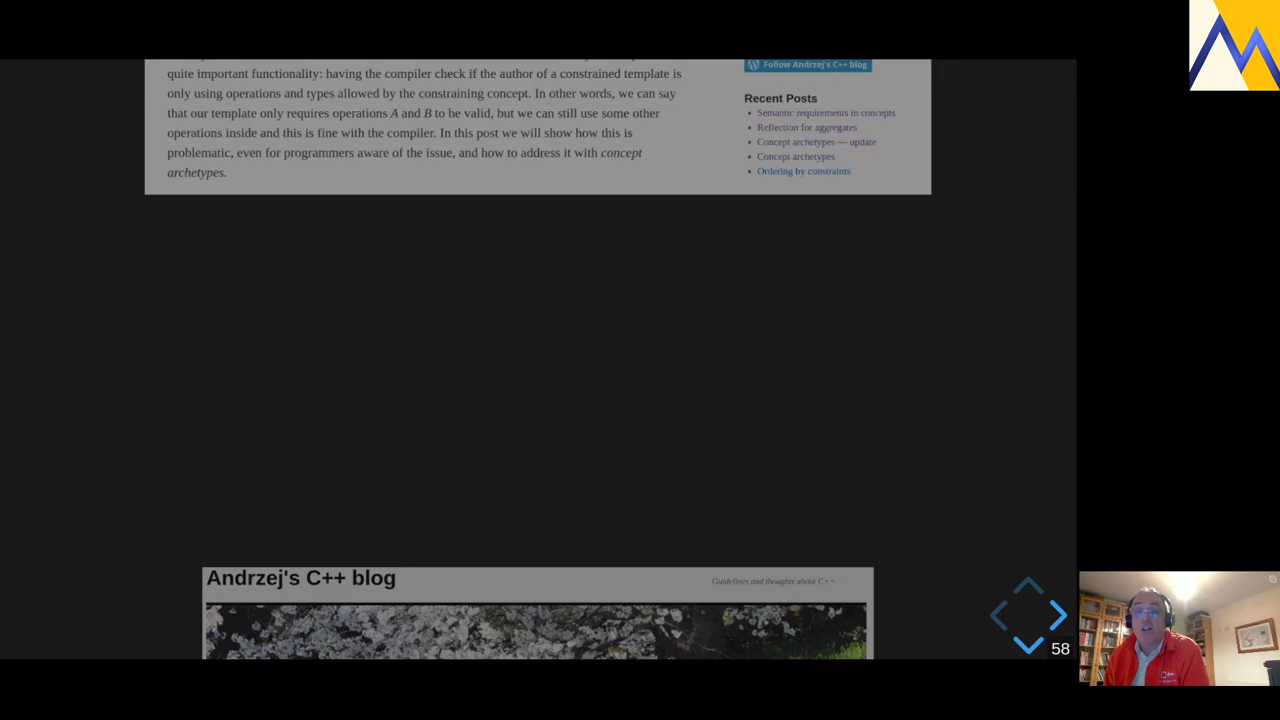 quite important functionality: having the compiler check if the author of a constrained template is
only using operations and types allowed by the constraining concept. In other words, we can say
that our template only requires operations A and B to be valid, but we can still use some other
operations inside and this is fine with the compiler. In this post we will show how this is
problematic, even for programmers aware of the issue, and how to address it with concept
archetypes.
Follow Andrzej's C++ blog
Recent Posts
Semantic requirements in concepts
Reflection for aggregates
Concept archetypes — update
Concept archetypes
Ordering by constraints
Andrzej's C++ blog
Guidelines and thoughts about C++
58